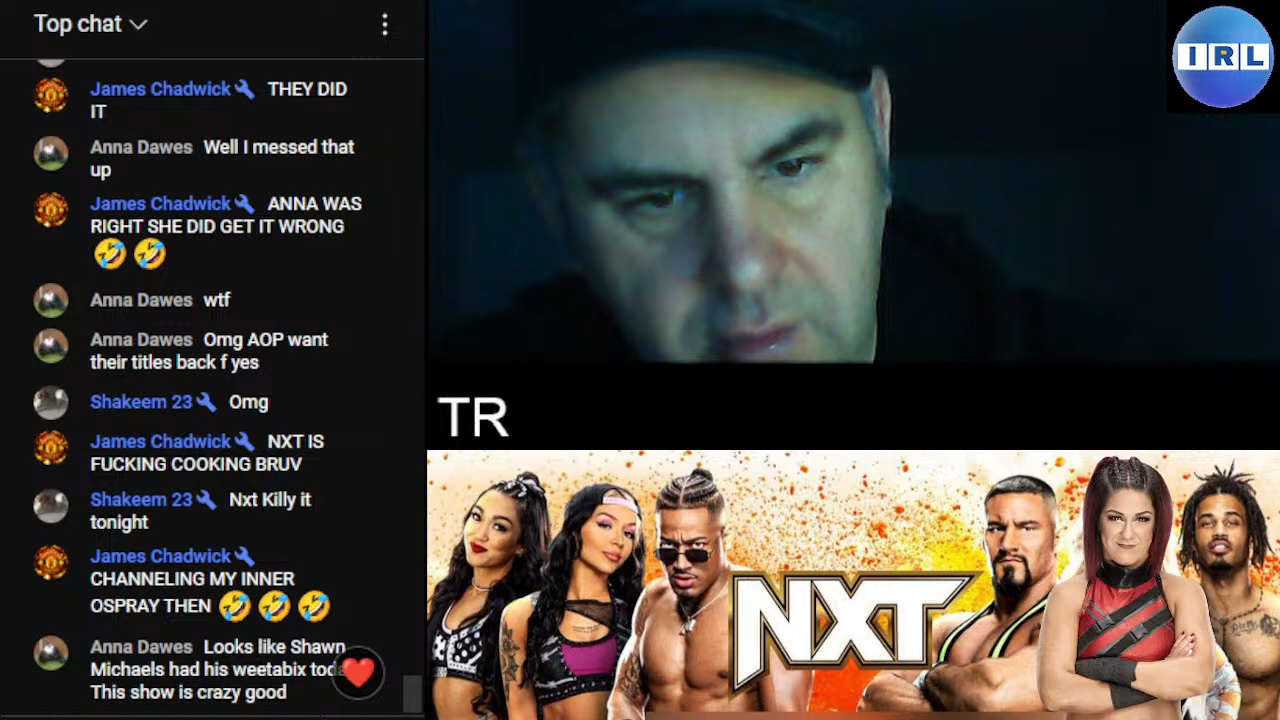 Top chat
James Chadwick THEY DID
IT
Anna Dawes Well I messed that
up
James Chadwick ANNA WAS
RIGHT SHE DID GET IT WRONG
Anna Dawes wtf
Anna Dawes Omg AOP want
their titles back f yes
Shakeem 23 Omg
James Chadwick NXT IS
FUCKING COOKING BRUV
Shakeem 23 Nxt Killy it
tonight
James Chadwick
CHANNELING MY INNER
OSPRAY THEN
Anna Dawes Looks like Shawn
Michaels had his weetabix
This show is crazy good
IRL
TR
NXT